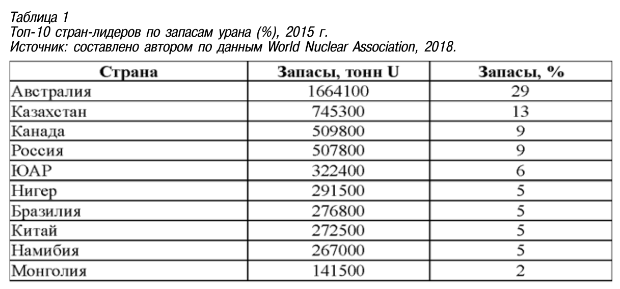 Таблица 1
Топ-10 стран-лидеров по запасам урана (%), 2015 г.
Источник: составлено автором по данным World Nuclear Association, 2018.
Страна Запасы, тонн U Запасы, %
Австралия 1664100 29
Казахстан 745300 13
Канада 509800 9
Россия 507800 9
ЮАР 322400 6
Нигер 291500 5
Бразилия 276800 5
Китай 272500 5
Намибия 267000 5
Монголия 141500 2